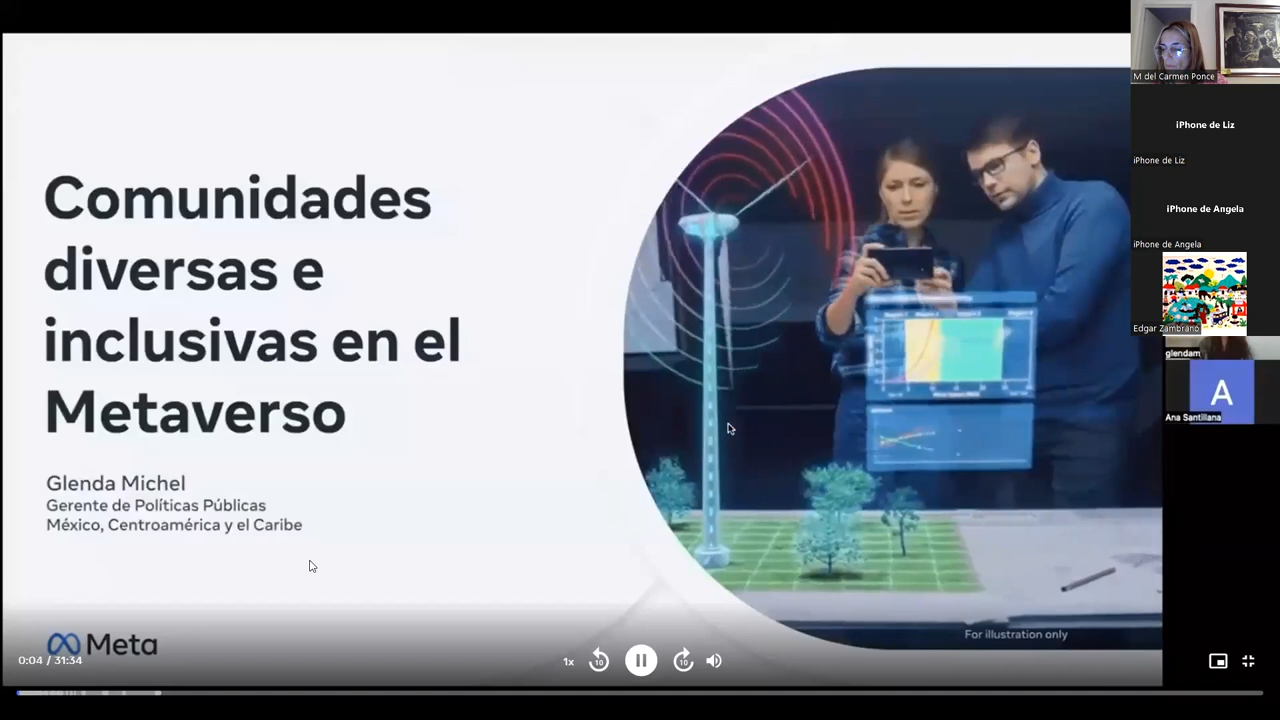 Comunidades
diversas e
inclusivas en el
Metaverso
Glenda Michel
Gerente de Políticas Públicas
México, Centroamérica y el Caribe
Meta
For illustration only
0:04 / 31:34
1x
10
10
M del Carmen Ponce
iPhone de Liz
iPhone de Liz
iPhone de Angela
iPhone de Angela
Edgar Zambrano
glendam
A
Ana Santillana